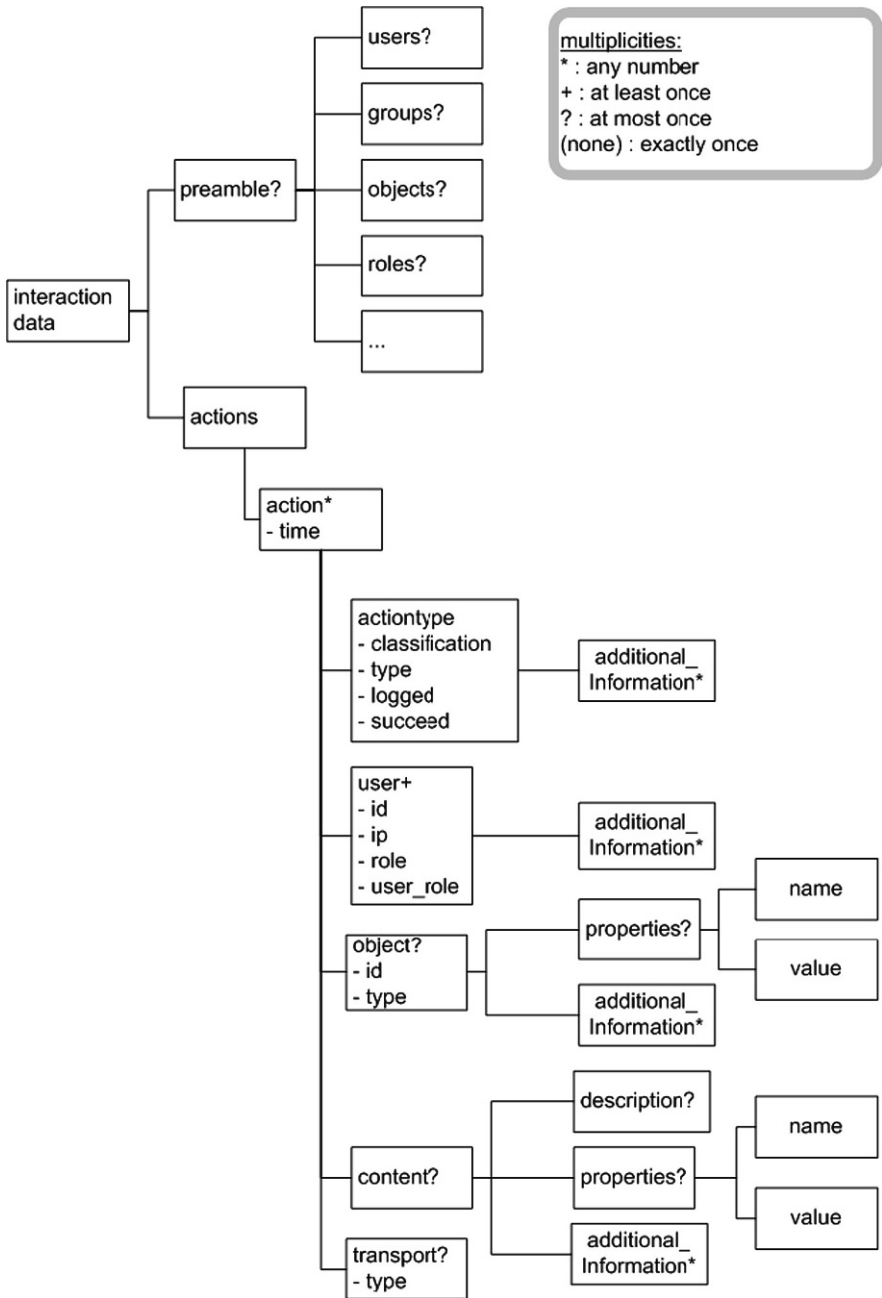 users?
multiplicities:
* : any number
+ : at least once
? : at most once
(none) : exactly once
groups?
preamble?
objects?
roles?
interaction
data
...
actions
action*
- time
actiontype
- classification
- type
- logged
- succeed
additional_
Information*
user+
- id
- ip
- role
- user_role
additional_
Information*
object?
- id
- type
properties?
name
value
additional_
Information*
content?
description?
properties?
name
value
additional_
Information*
transport?
- type